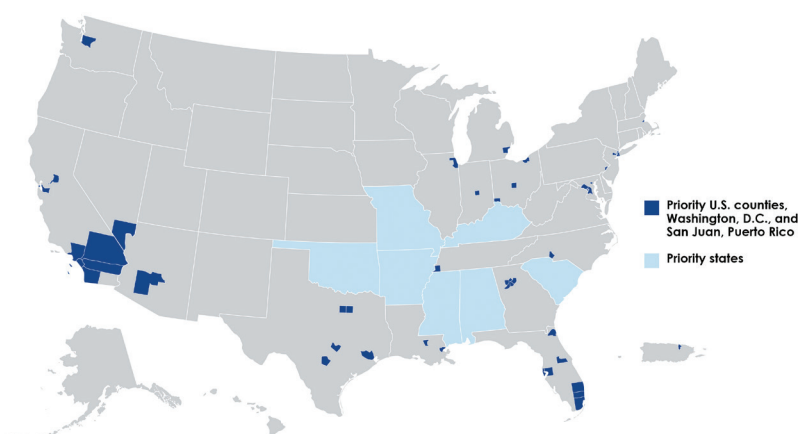 Priority U.S. counties,
Washington, D.C., and
San Juan, Puerto Rico
Priority states